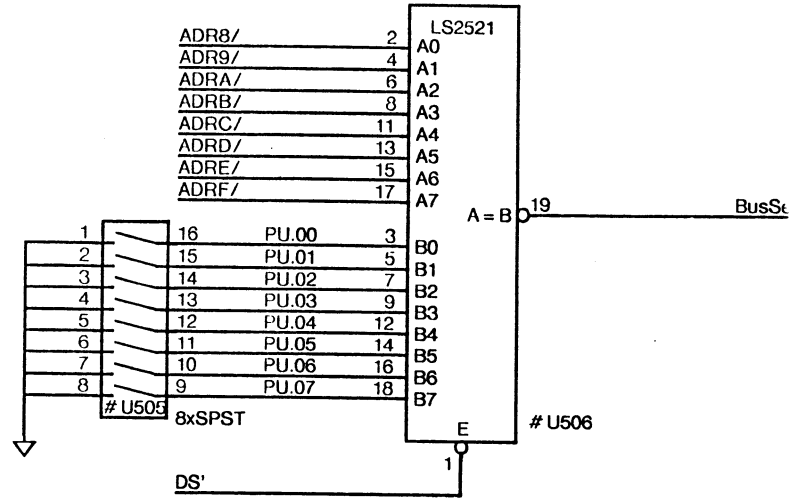 LS2521
ADR8/ 2 A0
ADR9/ 4 A1
ADRA/ 6 A2
ADRB/ 8 A3
ADRC/ 11 A4
ADRD/ 13 A5
ADRE/ 15 A6
ADRF/ 17 A7
A = B 19 BusSe
1 16 PU.00 3 B0
2 15 PU.01 5 B1
3 14 PU.02 7 B2
4 13 PU.03 9 B3
5 12 PU.04 12 B4
6 11 PU.05 14 B5
7 10 PU.06 16 B6
8 9 PU.07 18 B7
# U505
8xSPST
# U506
E
1
DS'